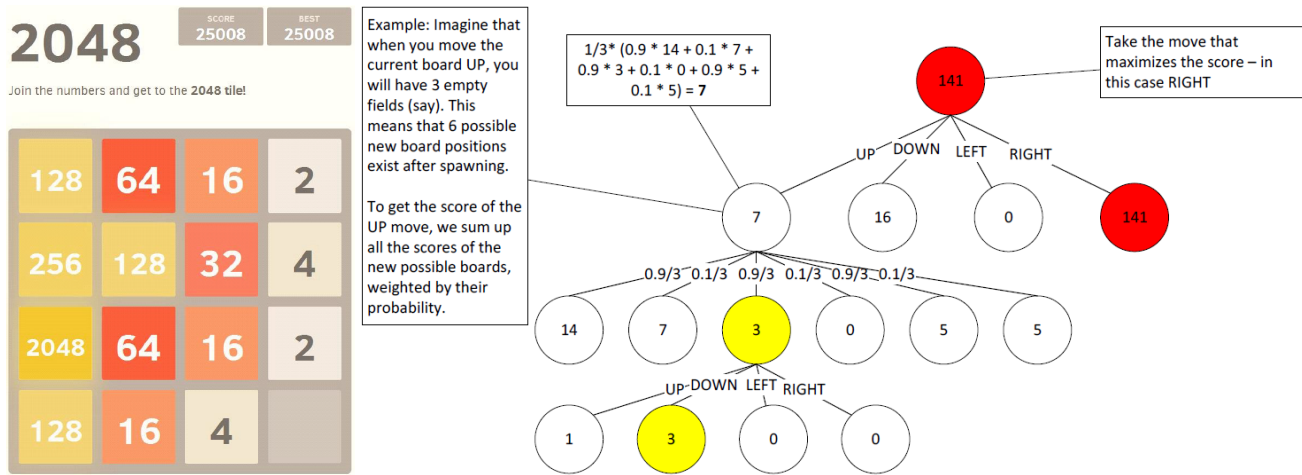 2048
SCORE
25008
BEST
25008
Join the numbers and get to the 2048 tile!
128 64 16 2
256 128 32 4
2048 64 16 2
128 16 4
Example: Imagine that
when you move the
current board UP, you
will have 3 empty
fields (say). This
means that 6 possible
new board positions
exist after spawning.
To get the score of the
UP move, we sum up
all the scores of the
new possible boards,
weighted by their
probability.
1/3* (0.9 * 14 + 0.1 * 7 +
0.9 * 3 + 0.1 * 0 + 0.9 * 5 +
0.1 * 5) = 7
141
Take the move that
maximizes the score – in
this case RIGHT
UP DOWN LEFT RIGHT
7 16 0 141
0.9/3 0.1/3 0.9/3 0.1/3 0.9/3 0.1/3
14 7 3 0 5 5
UP DOWN LEFT RIGHT
1 3 0 0